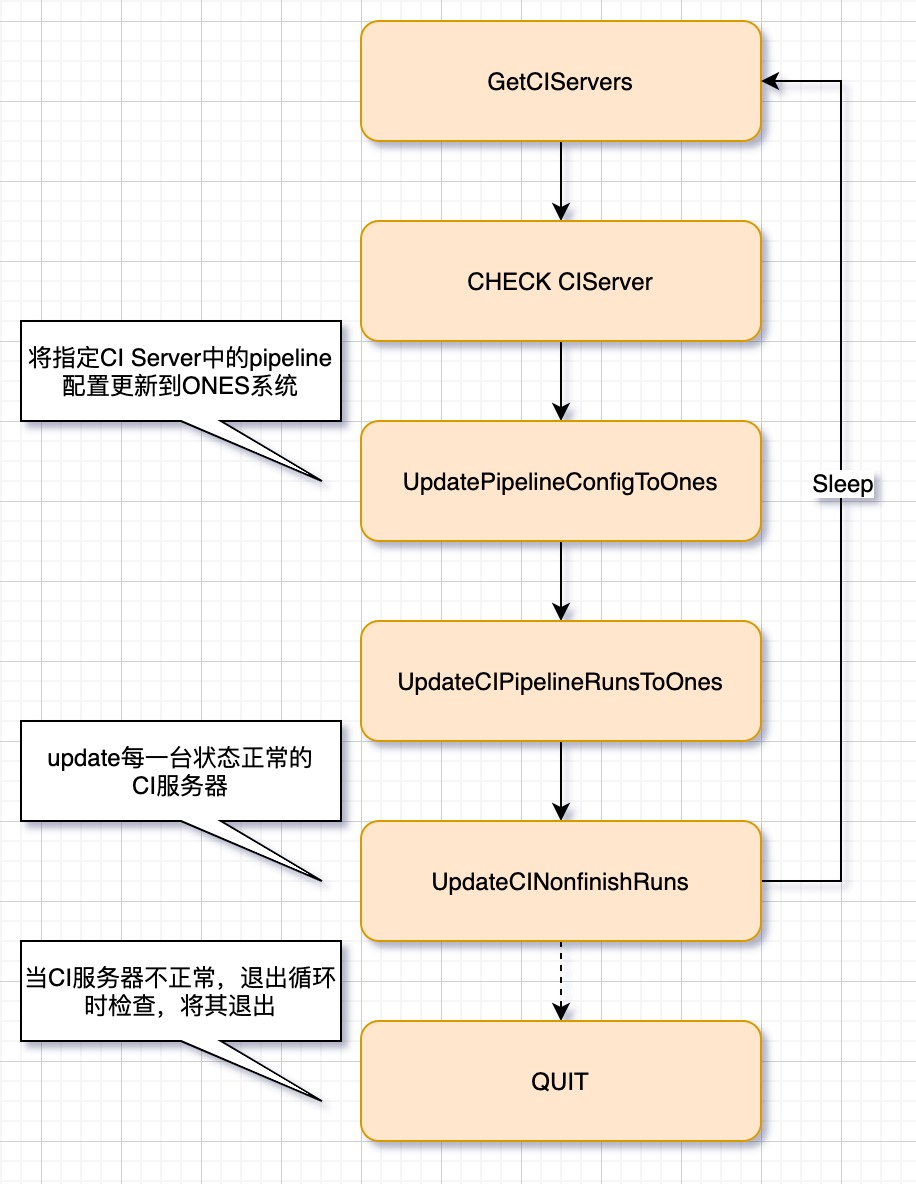 GetCIServers
CHECK CIServer
将指定CI Server中的pipeline
配置更新到ONES系统
UpdatePipelineConfigToOnes
Sleep
UpdateCIPipelineRunsToOnes
update每一台状态正常的
CI服务器
UpdateCINonfinishRuns
当CI服务器不正常，退出循环
时检查，将其退出
QUIT